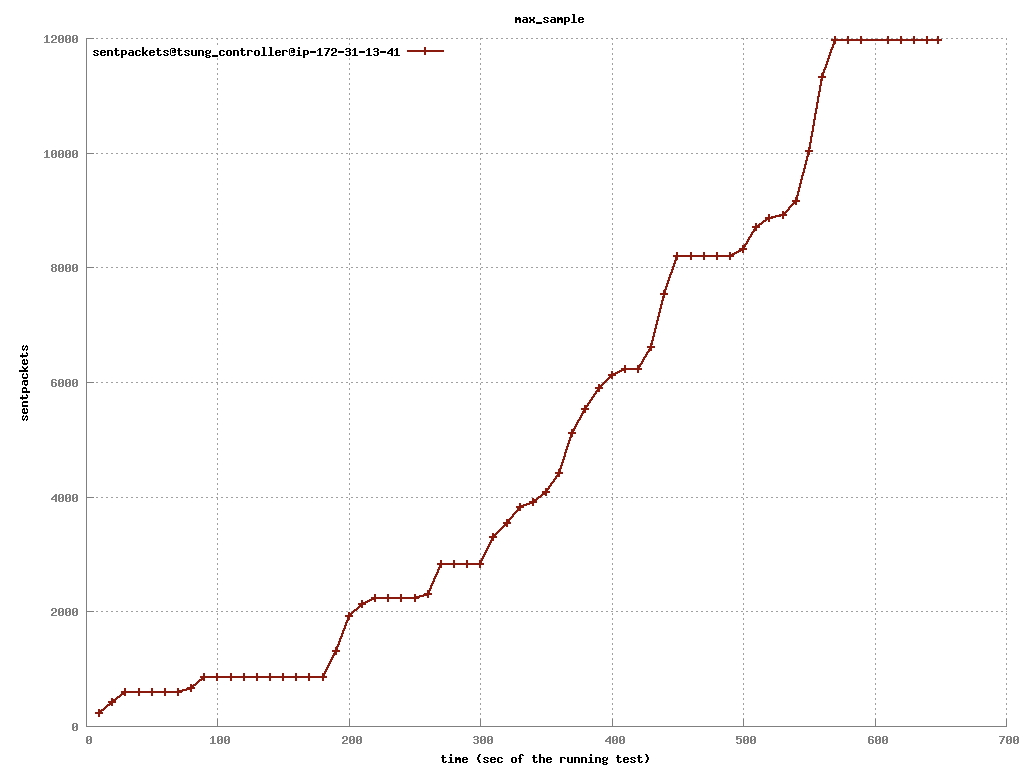 max_sample
sentpackets@tsung_controller@ip-172-31-13-41
12000
10000
8000
6000
4000
2000
0
sentpackets
0 100 200 300 400 500 600 700
time (sec of the running test)